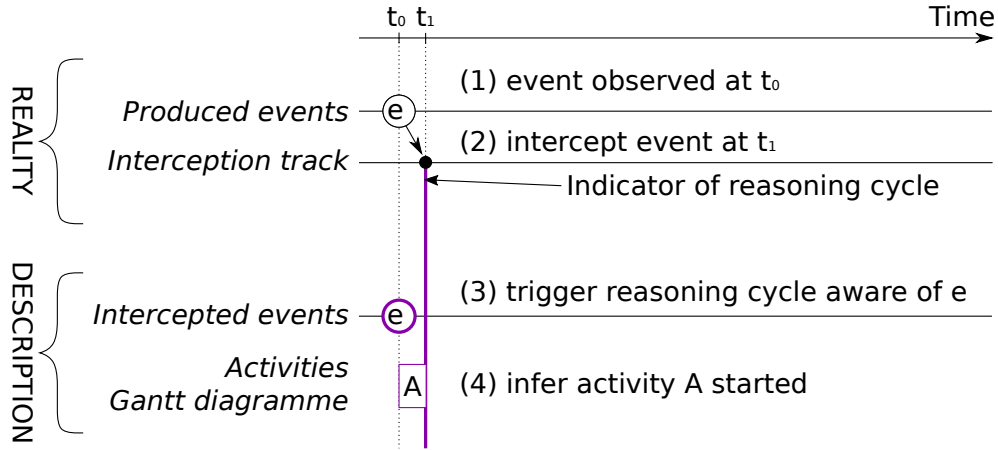 t₀ t₁ Time
REALITY
(1) event observed at t₀
Produced events e
(2) intercept event at t₁
Interception track
Indicator of reasoning cycle
DESCRIPTION
(3) trigger reasoning cycle aware of e
Intercepted events e
Activities
Gantt diagramme A (4) infer activity A started